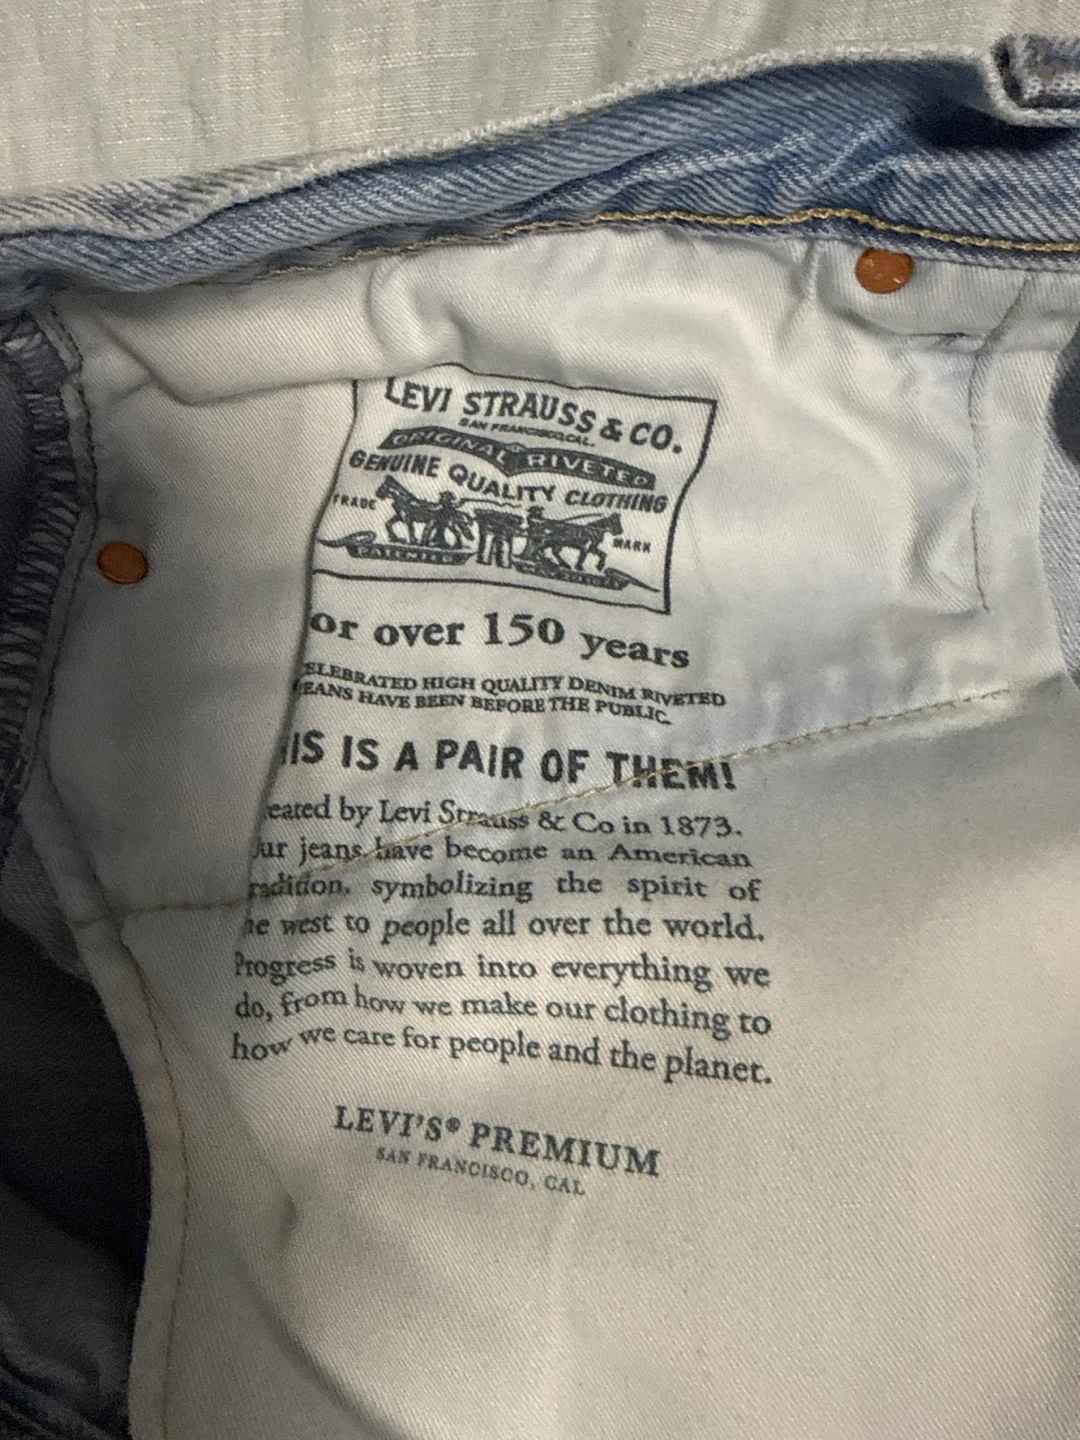 LEVI STRAUSS & CO.
SAN FRANCISCO, CAL.
ORIGINAL RIVETED
GENUINE QUALITY CLOTHING
TRADE MARK
PATENTED
or over 150 years
ELEBRATED HIGH QUALITY DENIM RIVETED
EANS HAVE BEEN BEFORE THE PUBLIC.
HIS IS A PAIR OF THEM!
eated by Levi Strauss & Co in 1873.
ur jeans have become an American
radition, symbolizing the spirit of
he west to people all over the world.
Progress is woven into everything we
do, from how we make our clothing to
how we care for people and the planet.
LEVI'S® PREMIUM
SAN FRANCISCO, CAL